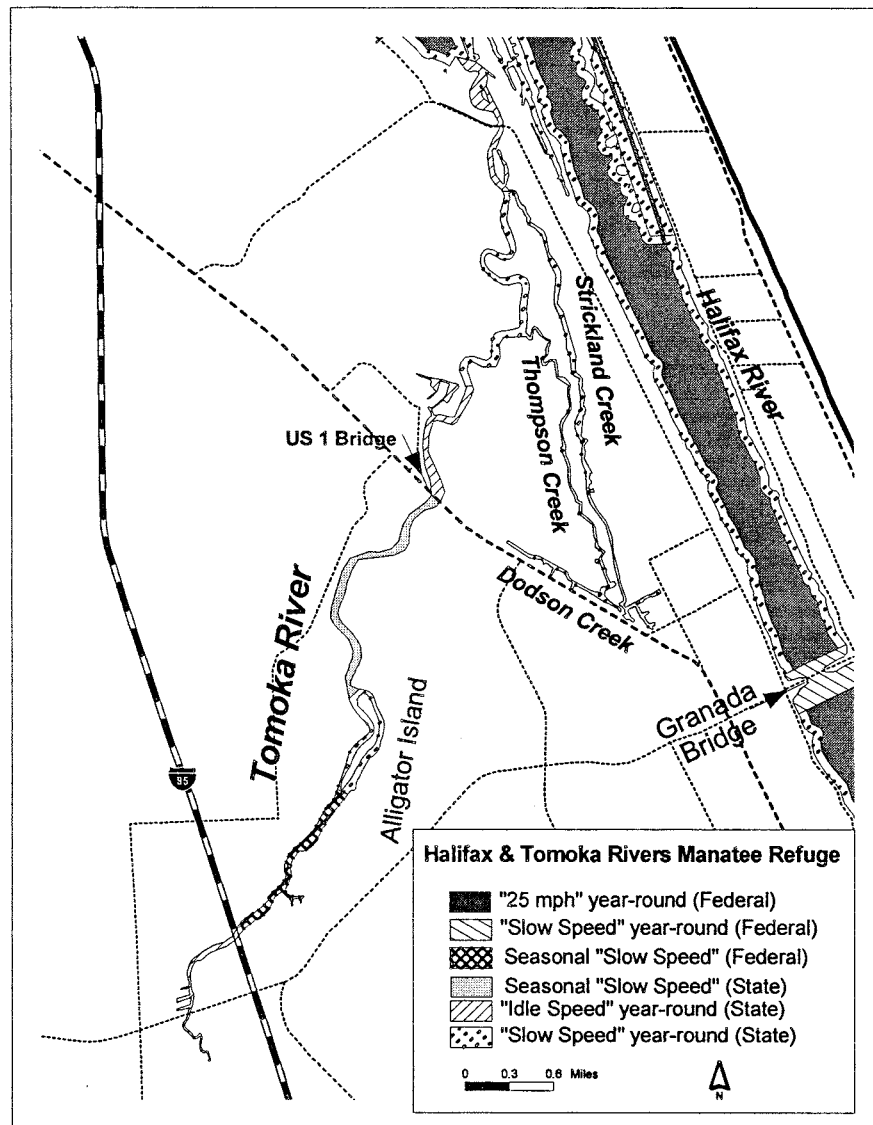 Halifax River
Strickland Creek
Thompson Creek
US 1 Bridge
Dodson Creek
Tomoka River
Granada
Bridge
Alligator Island
95
Halifax & Tomoka Rivers Manatee Refuge
"25 mph" year-round (Federal)
"Slow Speed" year-round (Federal)
Seasonal "Slow Speed" (Federal)
Seasonal "Slow Speed" (State)
"Idle Speed" year-round (State)
"Slow Speed" year-round (State)
0 0.3 0.6 Miles
N